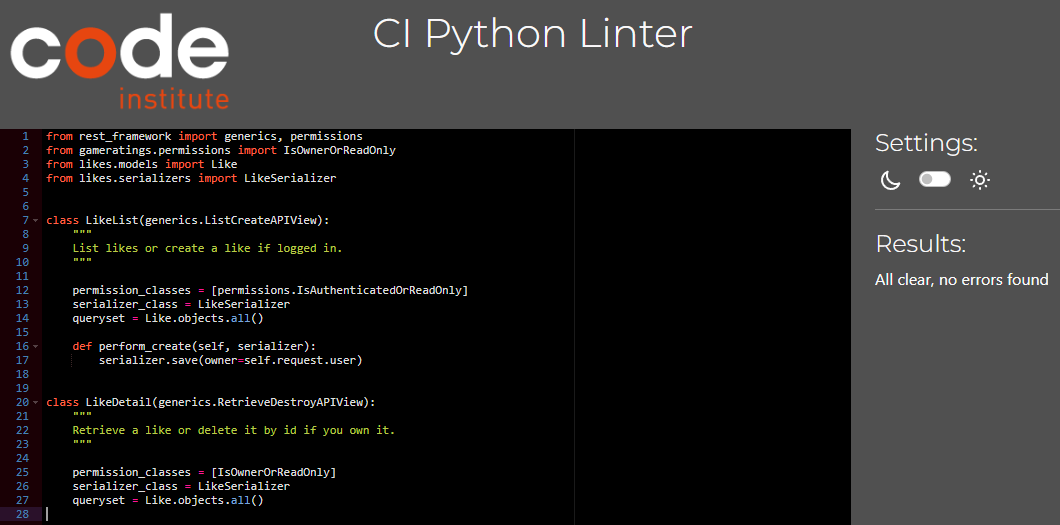 code
institute
CI Python Linter
1 from rest_framework import generics, permissions
2 from gameratings.permissions import IsOwnerOrReadOnly
3 from likes.models import Like
4 from likes.serializers import LikeSerializer
5
6
7 class LikeList(generics.ListCreateAPIView):
8     """
9     List likes or create a like if logged in.
10     """
11
12     permission_classes = [permissions.IsAuthenticatedOrReadOnly]
13     serializer_class = LikeSerializer
14     queryset = Like.objects.all()
15
16     def perform_create(self, serializer):
17         serializer.save(owner=self.request.user)
18
19
20 class LikeDetail(generics.RetrieveDestroyAPIView):
21     """
22     Retrieve a like or delete it by id if you own it.
23     """
24
25     permission_classes = [IsOwnerOrReadOnly]
26     serializer_class = LikeSerializer
27     queryset = Like.objects.all()
28
Settings:
Results:
All clear, no errors found